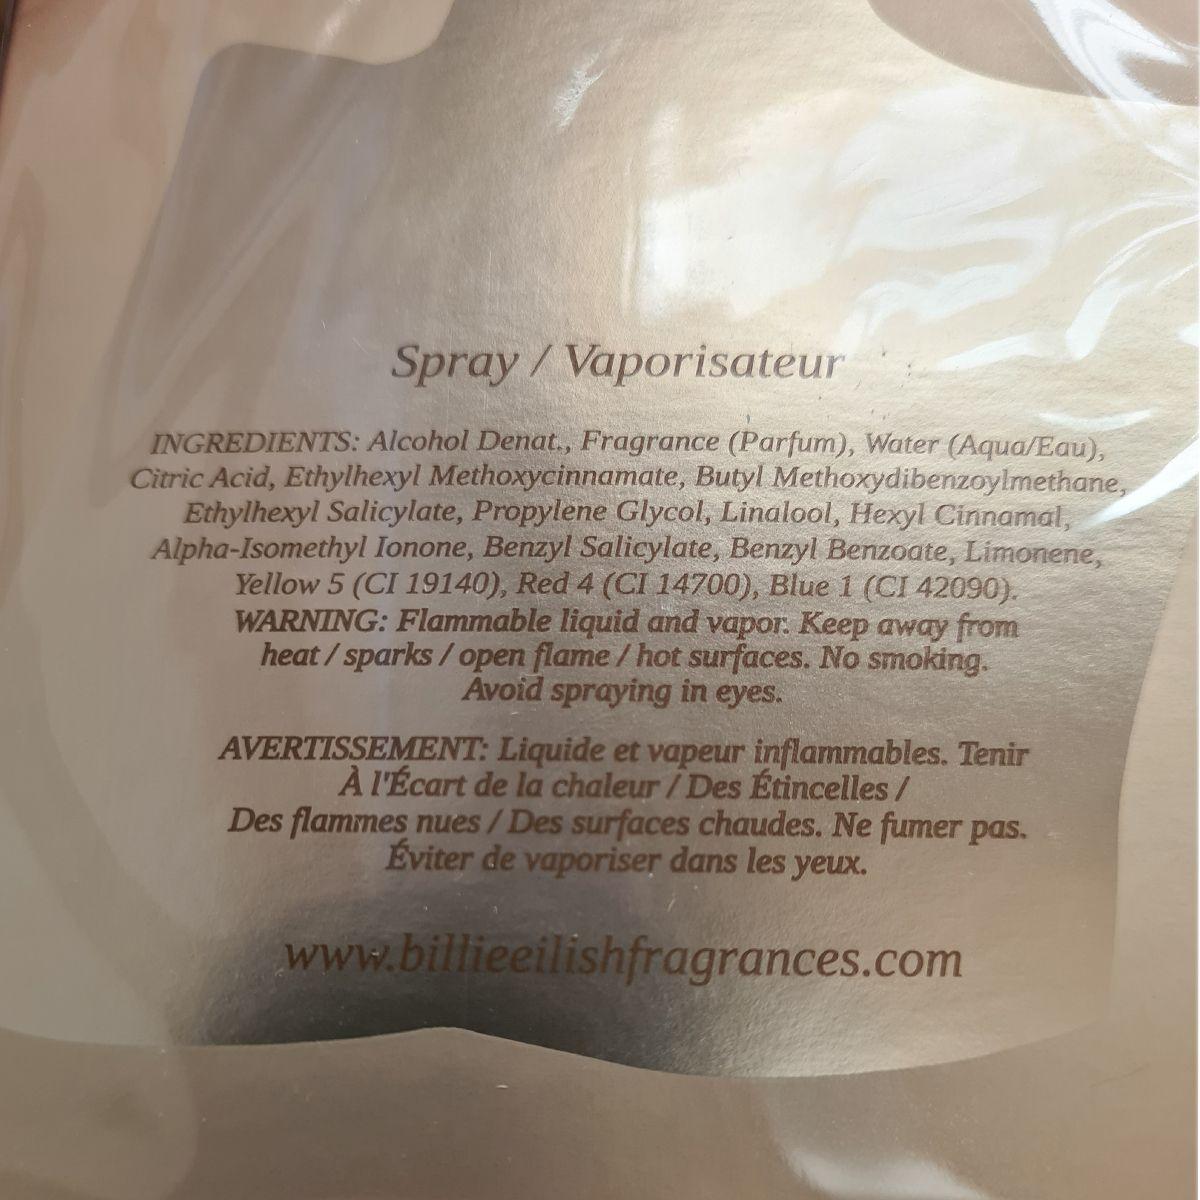 Spray / Vaporisateur
INGREDIENTS: Alcohol Denat., Fragrance (Parfum), Water (Aqua/Eau),
Citric Acid, Ethylhexyl Methoxycinnamate, Butyl Methoxydibenzoylmethane,
Ethylhexyl Salicylate, Propylene Glycol, Linalool, Hexyl Cinnamal,
Alpha-Isomethyl Ionone, Benzyl Salicylate, Benzyl Benzoate, Limonene,
Yellow 5 (CI 19140), Red 4 (CI 14700), Blue 1 (CI 42090).
WARNING: Flammable liquid and vapor. Keep away from
heat / sparks / open flame / hot surfaces. No smoking.
Avoid spraying in eyes.
AVERTISSEMENT: Liquide et vapeur inflammables. Tenir
À l'Écart de la chaleur / Des Étincelles /
Des flammes nues / Des surfaces chaudes. Ne fumer pas.
Éviter de vaporiser dans les yeux.
www.billieeilishfragrances.com